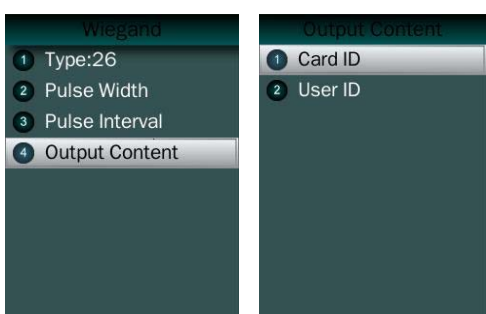 Wiegand
1 Type:26
2 Pulse Width
3 Pulse Interval
4 Output Content
Output Content
1 Card ID
2 User ID